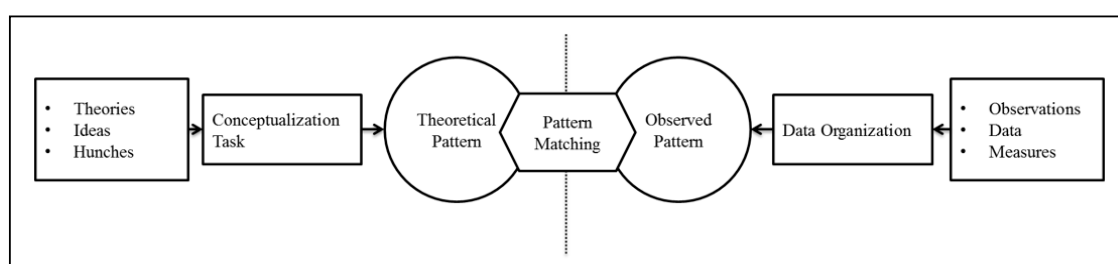 • Theories
• Ideas
• Hunches
Conceptualization
Task
Theoretical
Pattern
Pattern
Matching
Observed
Pattern
Data Organization
• Observations
• Data
• Measures